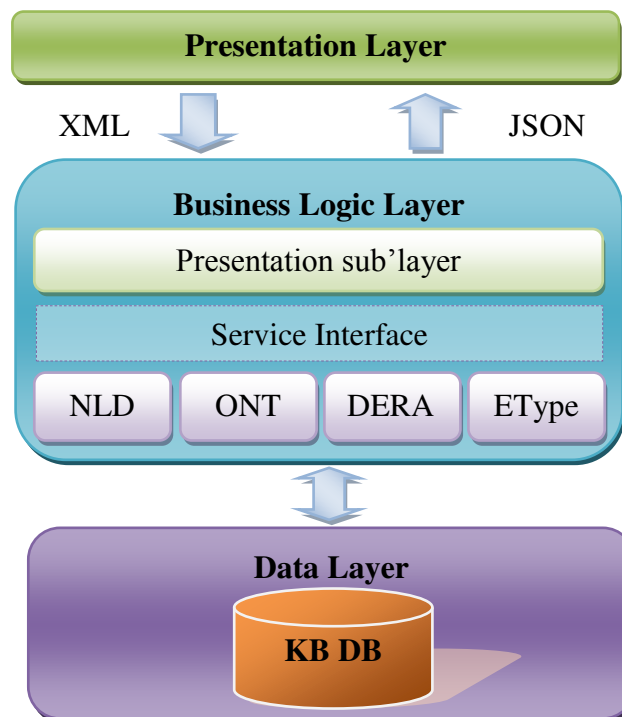 Presentation Layer
XML JSON
Business Logic Layer
Presentation sub’layer
Service Interface
NLD ONT DERA EType
Data Layer
KB DB